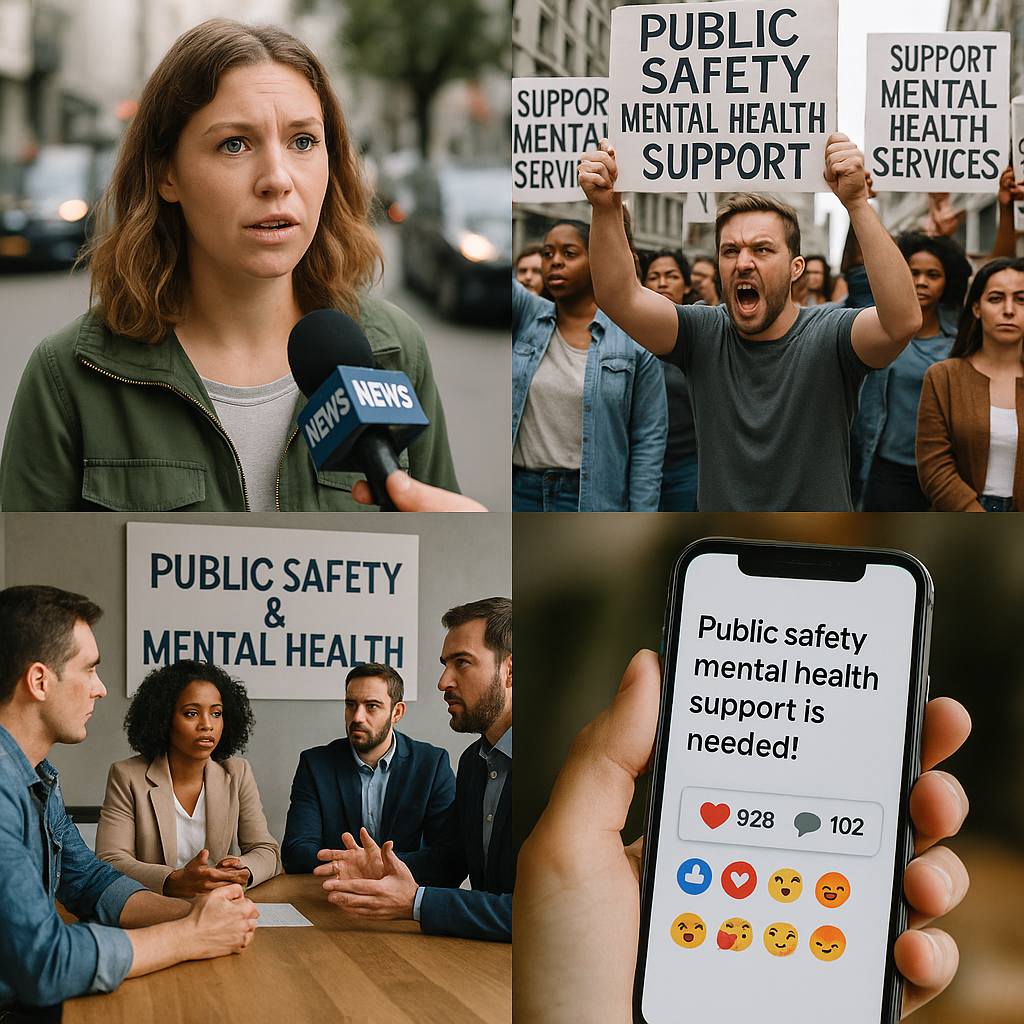 NEWS
NEWS
SUPPOR
MENTA
SERVI
PUBLIC
SAFETY
MENTAL HEALTH
SUPPORT
SUPPORT
MENTAL
HEALTH
SERVICES
PUBLIC SAFETY
&
MENTAL HEALTH
Public safety
mental health
support is
needed!
928 102